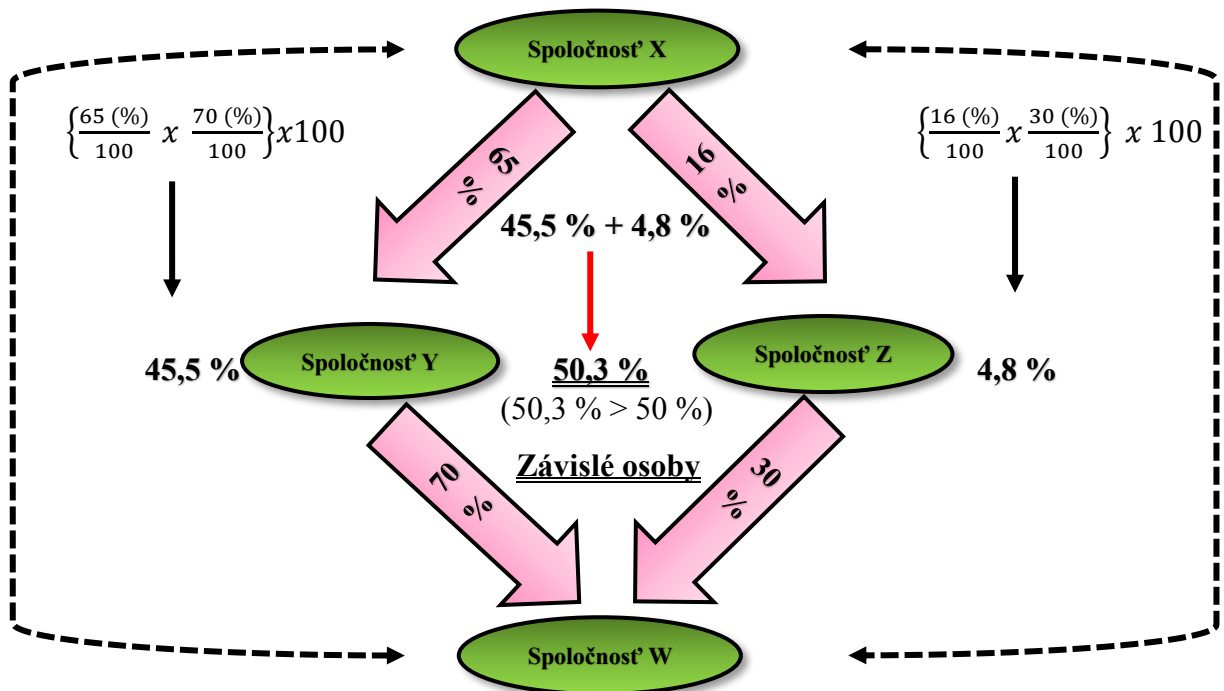 Spoločnosť X
{65 (%)/100 x 70 (%)/100}x100
{16 (%)/100 x 30 (%)/100} x 100
65
%
16
%
45,5 % + 4,8 %
45,5 %
Spoločnosť Y
50,3 %
(50,3 % > 50 %)
Spoločnosť Z
4,8 %
Závislé osoby
70
%
30
%
Spoločnosť W